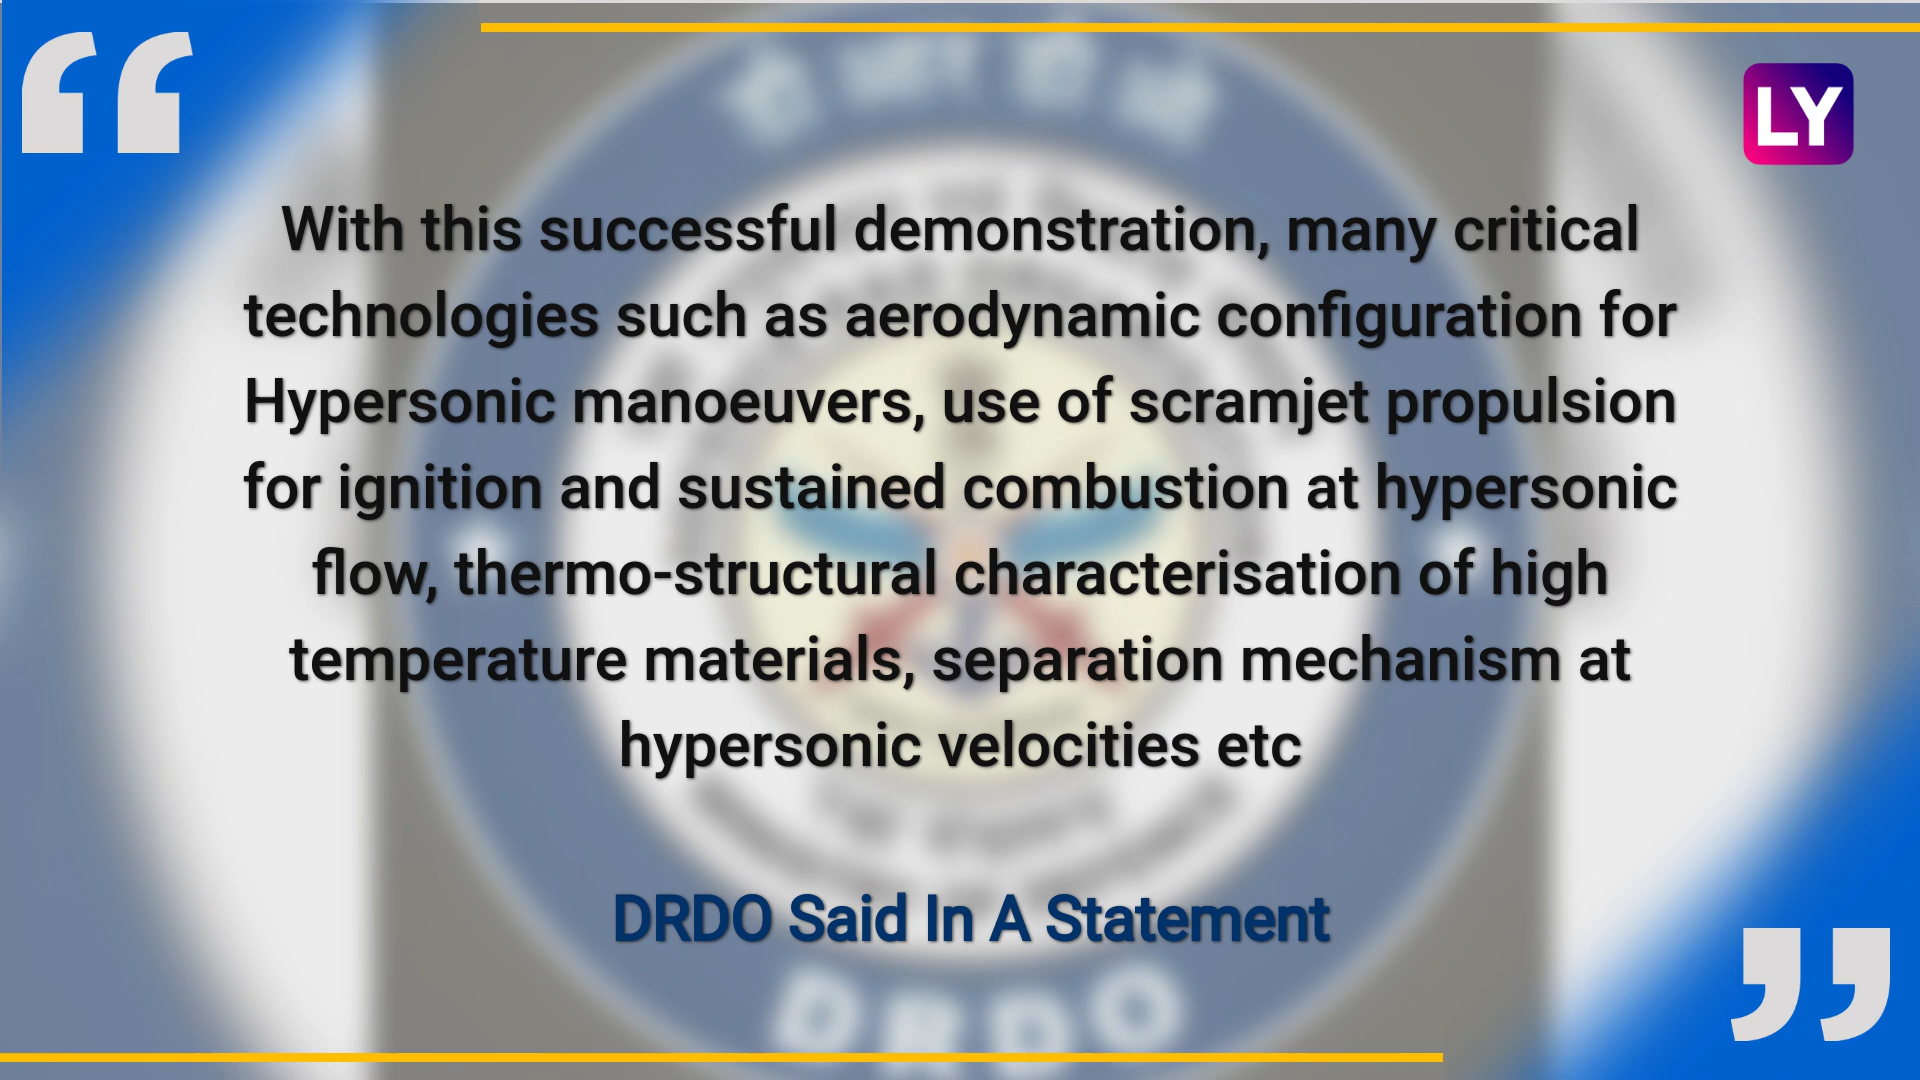 LY
With this successful demonstration, many critical
technologies such as aerodynamic configuration for
Hypersonic manoeuvers, use of scramjet propulsion
for ignition and sustained combustion at hypersonic
flow, thermo-structural characterisation of high
temperature materials, separation mechanism at
hypersonic velocities etc
DRDO Said In A Statement
DRDO